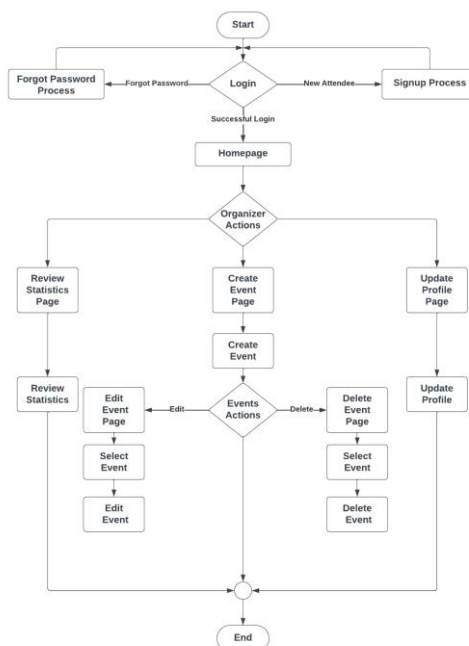 Start
Forgot Password
Process
Forgot Password
Login
New Attendee
Signup Process
Successful Login
Homepage
Organizer
Actions
Review
Statistics
Page
Create
Event
Page
Update
Profile
Page
Create
Event
Review
Statistics
Edit
Event
Page
Edit
Events
Actions
Delete
Delete
Event
Page
Update
Profile
Select
Event
Select
Event
Edit
Event
Delete
Event
End